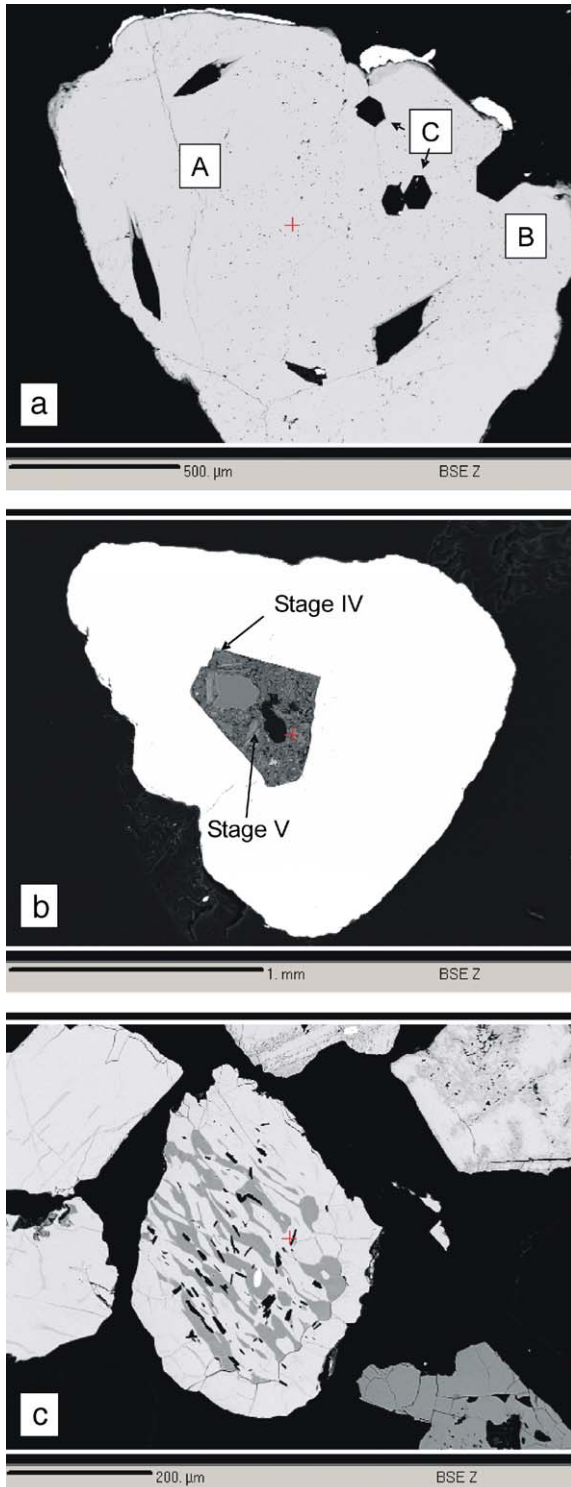 A
C
B
a
500. µm BSE Z
Stage IV
Stage V
b
1. mm BSE Z
c
200. µm BSE Z